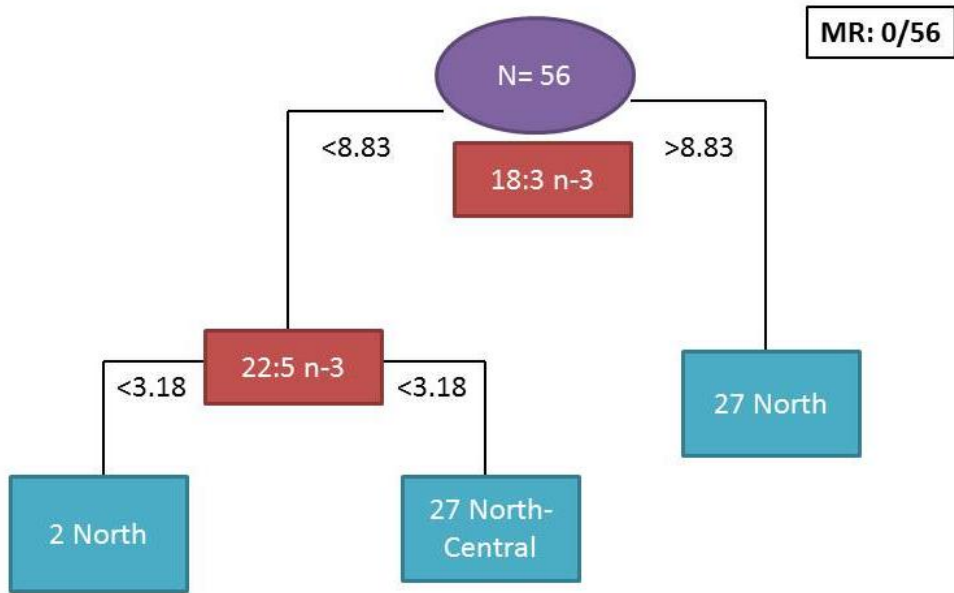 MR: 0/56
N= 56
<8.83
>8.83
18:3 n-3
22:5 n-3
<3.18
<3.18
27 North
2 North
27 North-
Central